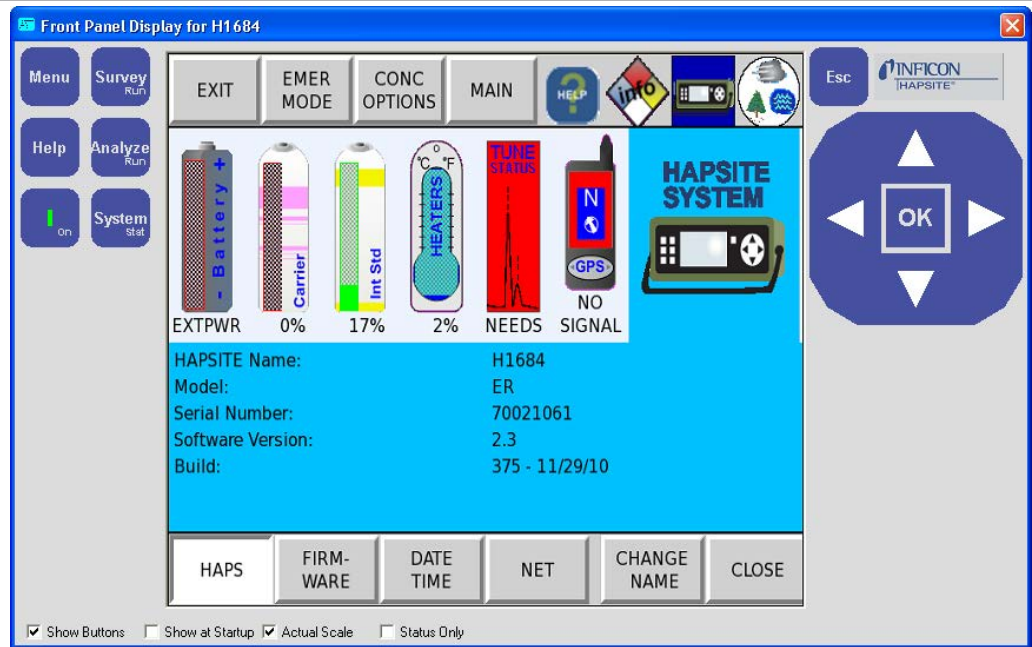 Front Panel Display for H1684
Menu
Survey
Run
Help
Analyze
Run
On
System
Stat
EXIT
EMER
MODE
CONC
OPTIONS
MAIN
HELP
info
Esc
INFICON
HAPSITE®
- Battery +
Carrier
Int Std
°C °F
HEATERS
TUNE
STATUS
N
GPS
HAPSITE
SYSTEM
OK
EXTPWR
0%
17%
2%
NEEDS
NO
SIGNAL
HAPSITE Name: H1684
Model: ER
Serial Number: 70021061
Software Version: 2.3
Build: 375 - 11/29/10
HAPS
FIRM-
WARE
DATE
TIME
NET
CHANGE
NAME
CLOSE
Show Buttons
Show at Startup
Actual Scale
Status Only